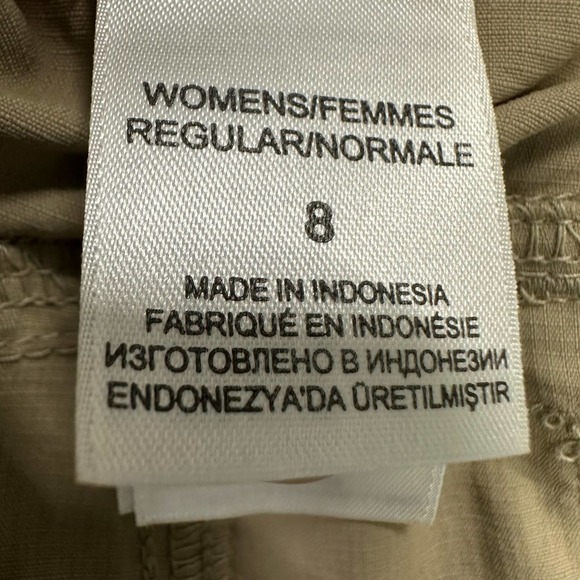 WOMENS/FEMMES
REGULAR/NORMALE
8
MADE IN INDONESIA
FABRIQUÉ EN INDONÉSIE
ИЗГОТОВЛЕНО В ИНДОНЕЗИИ
ENDONEZYA'DA ÜRETILMIŞTIR